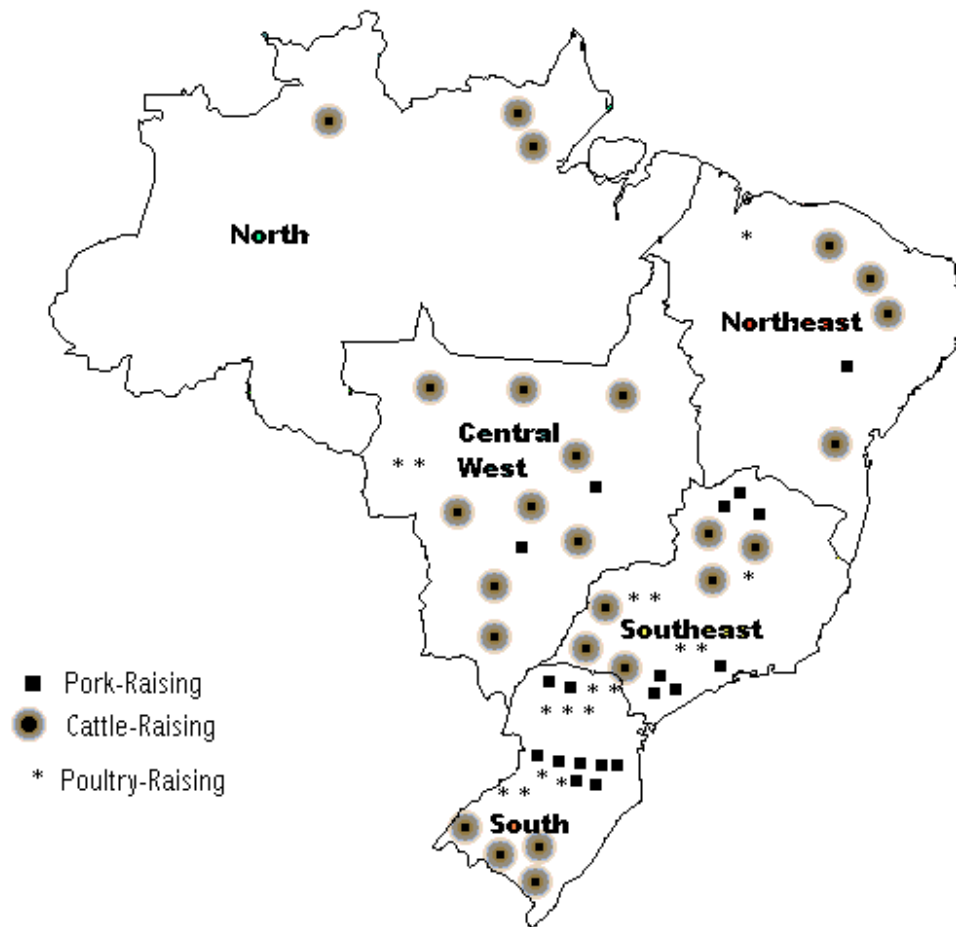 North
Northeast
Central
West
Southeast
Pork-Raising
Cattle-Raising
* Poultry-Raising
South